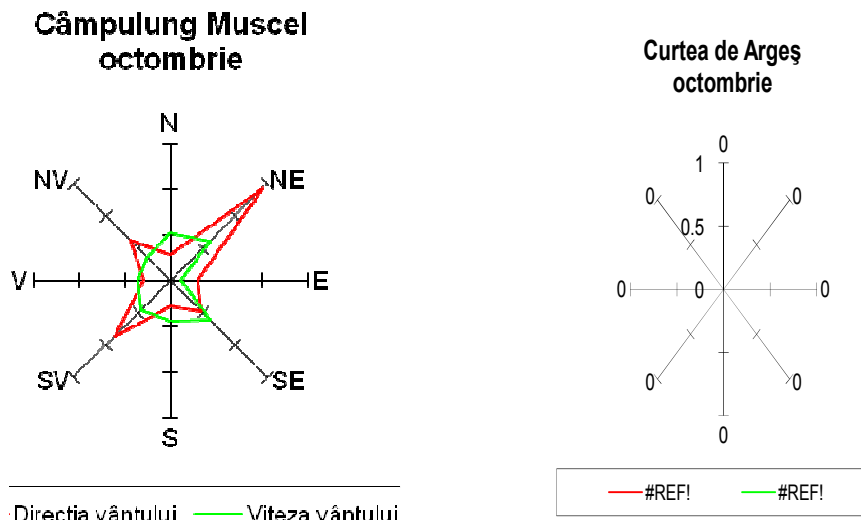 Câmpulung Muscel
octombrie
N
NV
NE
V
E
SV
SE
S
Direcția vântului
Viteza vântului
Curtea de Argeş
octombrie
0
1
0
0
0.5
0
0
0
0
0
0
#REF!
#REF!